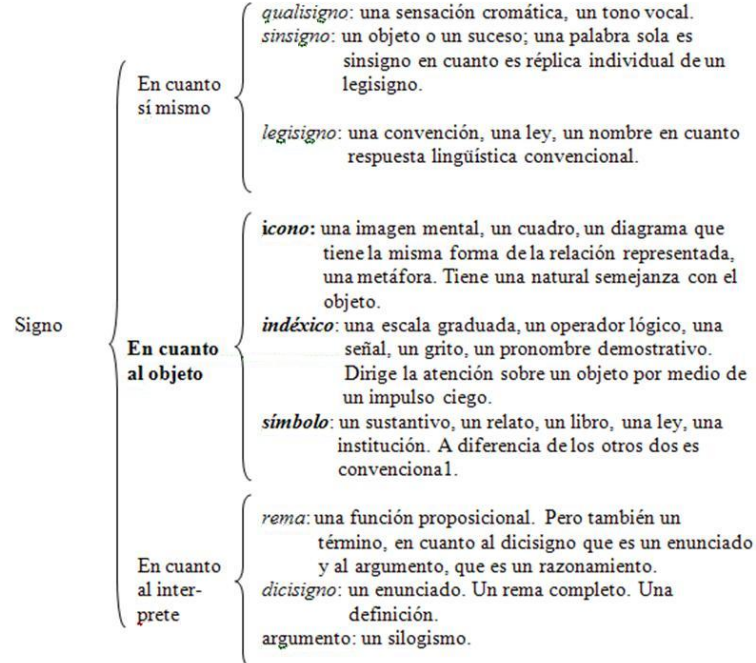 qualisigno: una sensación cromática, un tono vocal.
sinsigno: un objeto o un suceso; una palabra sola es
sinsigno en cuanto es réplica individual de un
legisigno.
En cuanto
sí mismo
legisigno: una convención, una ley, un nombre en cuanto
respuesta lingüística convencional.
icono: una imagen mental, un cuadro, un diagrama que
tiene la misma forma de la relación representada,
una metáfora. Tiene una natural semejanza con el
objeto.
Signo
En cuanto
al objeto
indéxico: una escala graduada, un operador lógico, una
señal, un grito, un pronombre demostrativo.
Dirige la atención sobre un objeto por medio de
un impulso ciego.
símbolo: un sustantivo, un relato, un libro, una ley, una
institución. A diferencia de los otros dos es
convencional.
En cuanto
al inter-
prete
rema: una función proposicional. Pero también un
término, en cuanto al dicisigno que es un enunciado
y al argumento, que es un razonamiento.
dicisigno: un enunciado. Un rema completo. Una
definición.
argumento: un silogismo.